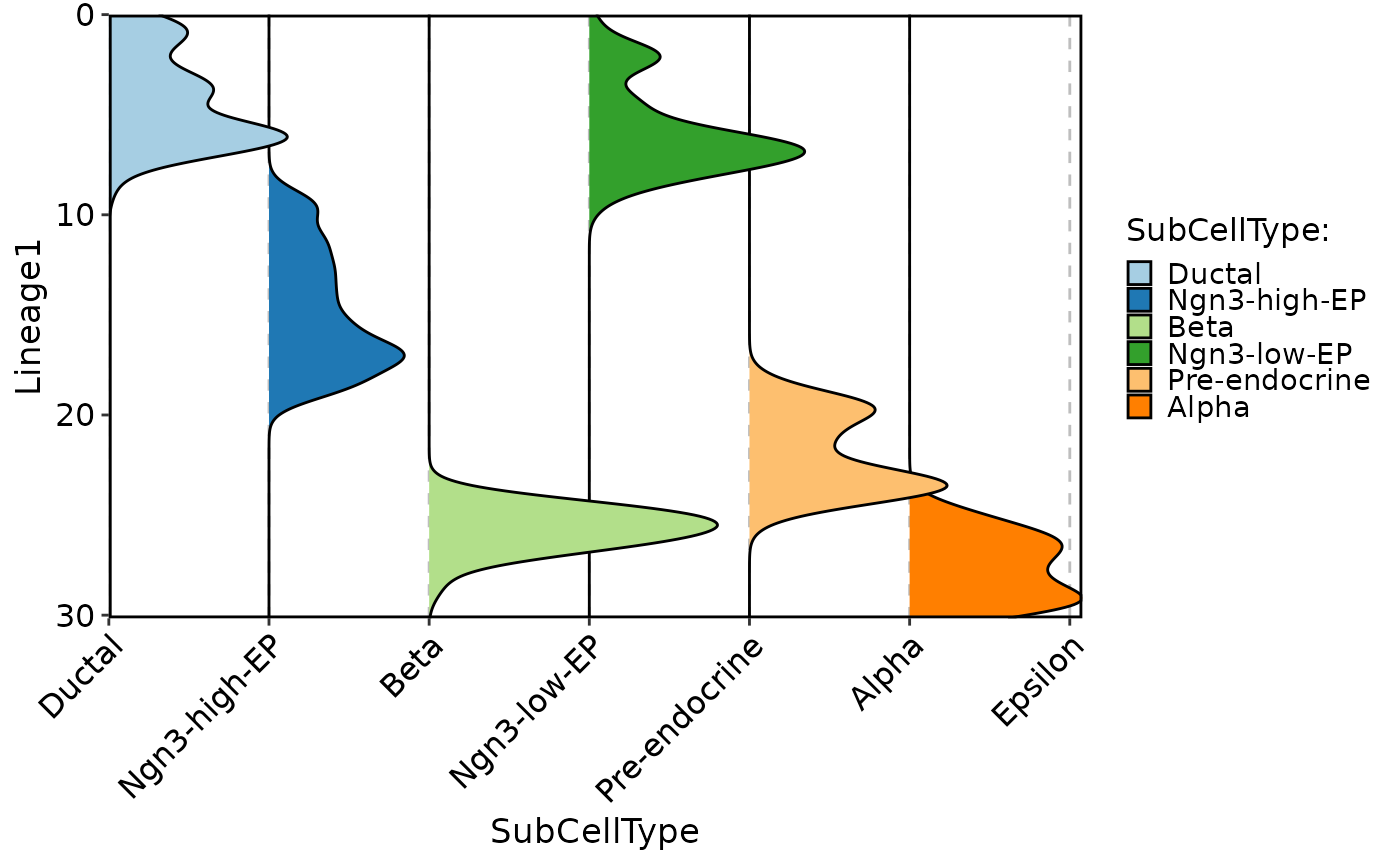 0
10
20
30
Lineage1
Ductal
Ngn3-high-EP
Beta
Ngn3-low-EP
Pre-endocrine
Alpha
Epsilon
SubCellType
SubCellType:
Ductal
Ngn3-high-EP
Beta
Ngn3-low-EP
Pre-endocrine
Alpha